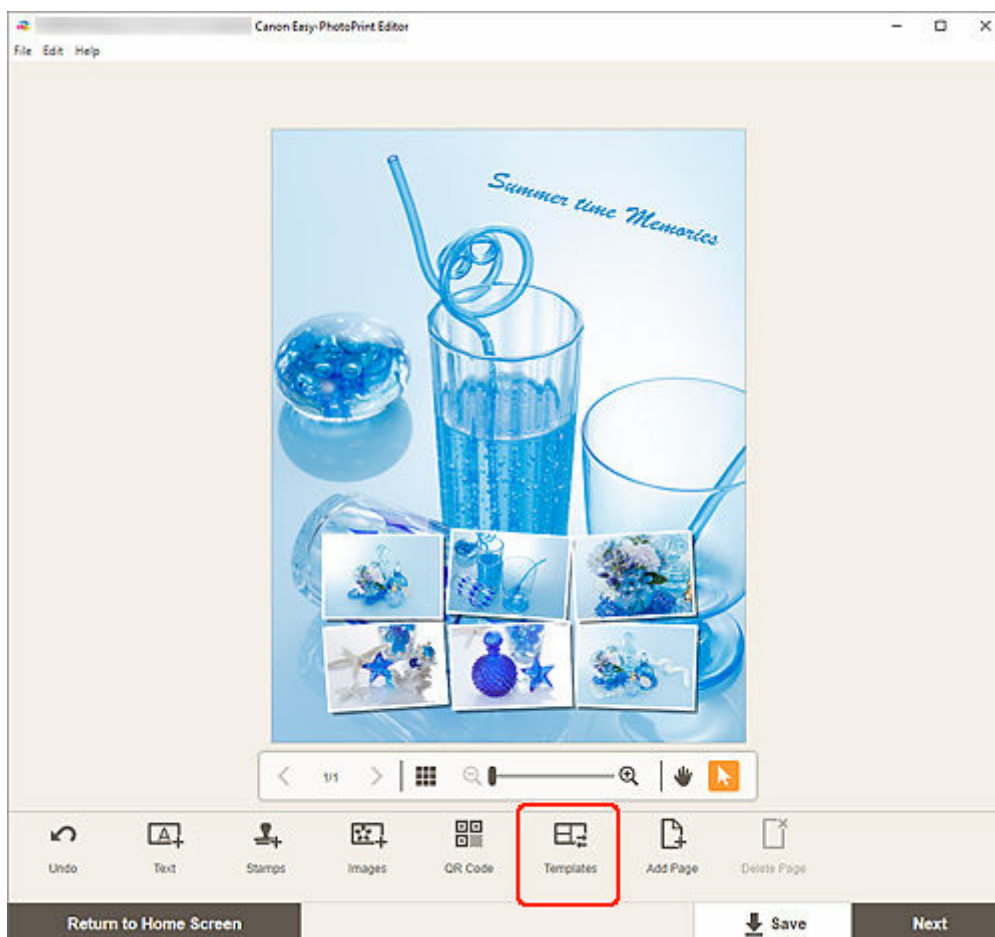 Canon Easy-PhotoPrint Editor
File Edit Help
Summer time Memories
1/1
Undo Text Stamps Images QR Code Templates Add Page Delete Page
Return to Home Screen Save Next